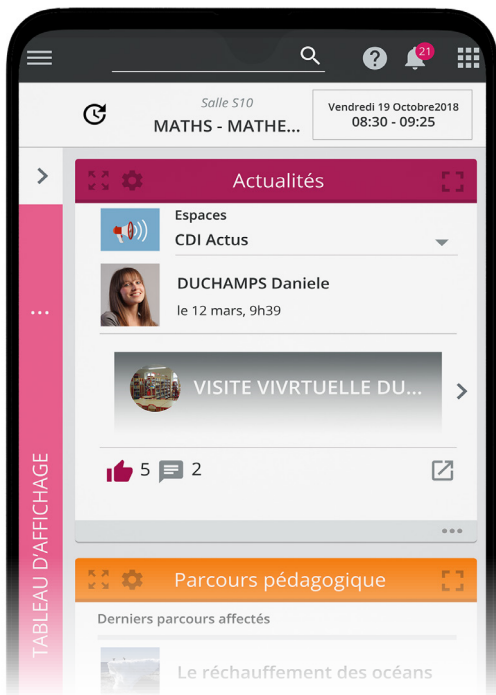 21
Salle S10
MATHS - MATHE...
Vendredi 19 Octobre2018
08:30 - 09:25
Actualités
Espaces
CDI Actus
DUCHAMPS Daniele
le 12 mars, 9h39
VISITE VIVRTUELLE DU...
5
2
TABLEAU D'AFFICHAGE
Parcours pédagogique
Derniers parcours affectés
Le réchauffement des océans